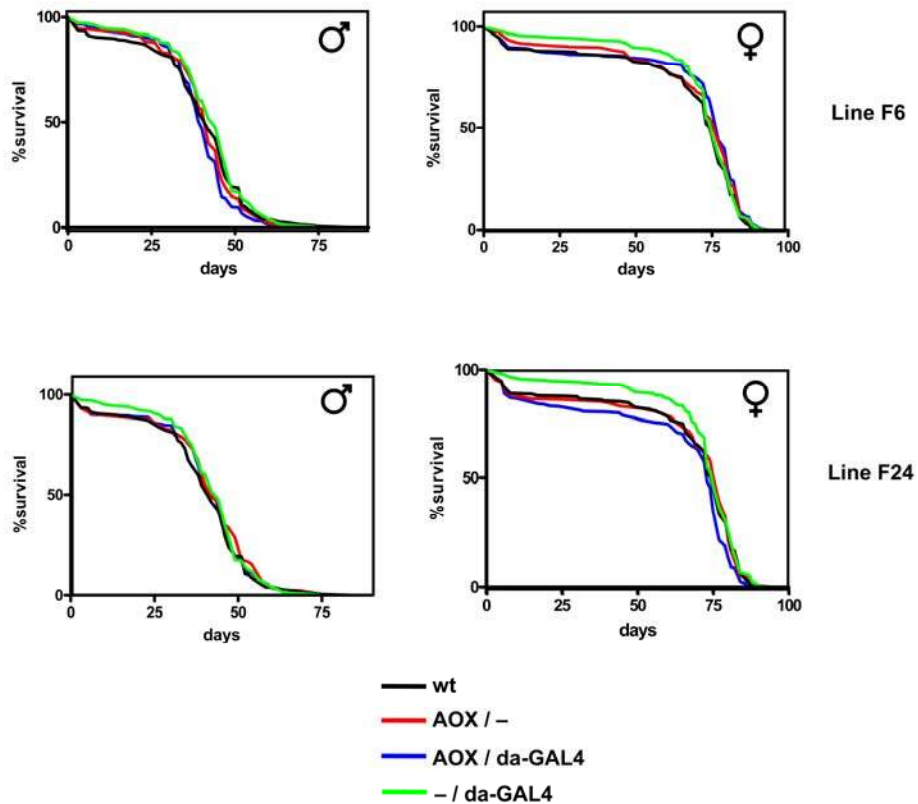 100
50
0
%survival
0 25 50 75
days
100
50
0
%survival
0 25 50 75 100
days
Line F6
100
50
0
%survival
0 25 50 75
days
100
50
0
%survival
0 25 50 75 100
days
Line F24
wt
AOX / –
AOX / da-GAL4
– / da-GAL4